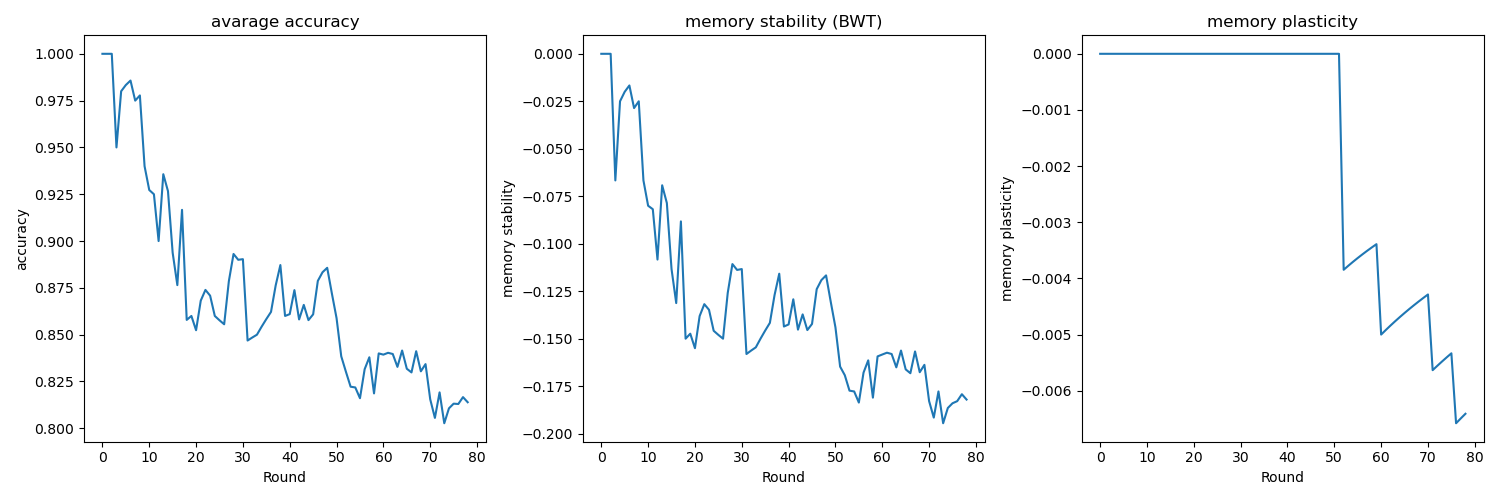 avarage accuracy
accuracy
1.000
0.975
0.950
0.925
0.900
0.875
0.850
0.825
0.800
0 10 20 30 40 50 60 70 80
Round
memory stability (BWT)
memory stability
0.000
−0.025
−0.050
−0.075
−0.100
−0.125
−0.150
−0.175
−0.200
0 10 20 30 40 50 60 70 80
Round
memory plasticity
memory plasticity
0.000
−0.001
−0.002
−0.003
−0.004
−0.005
−0.006
0 10 20 30 40 50 60 70 80
Round